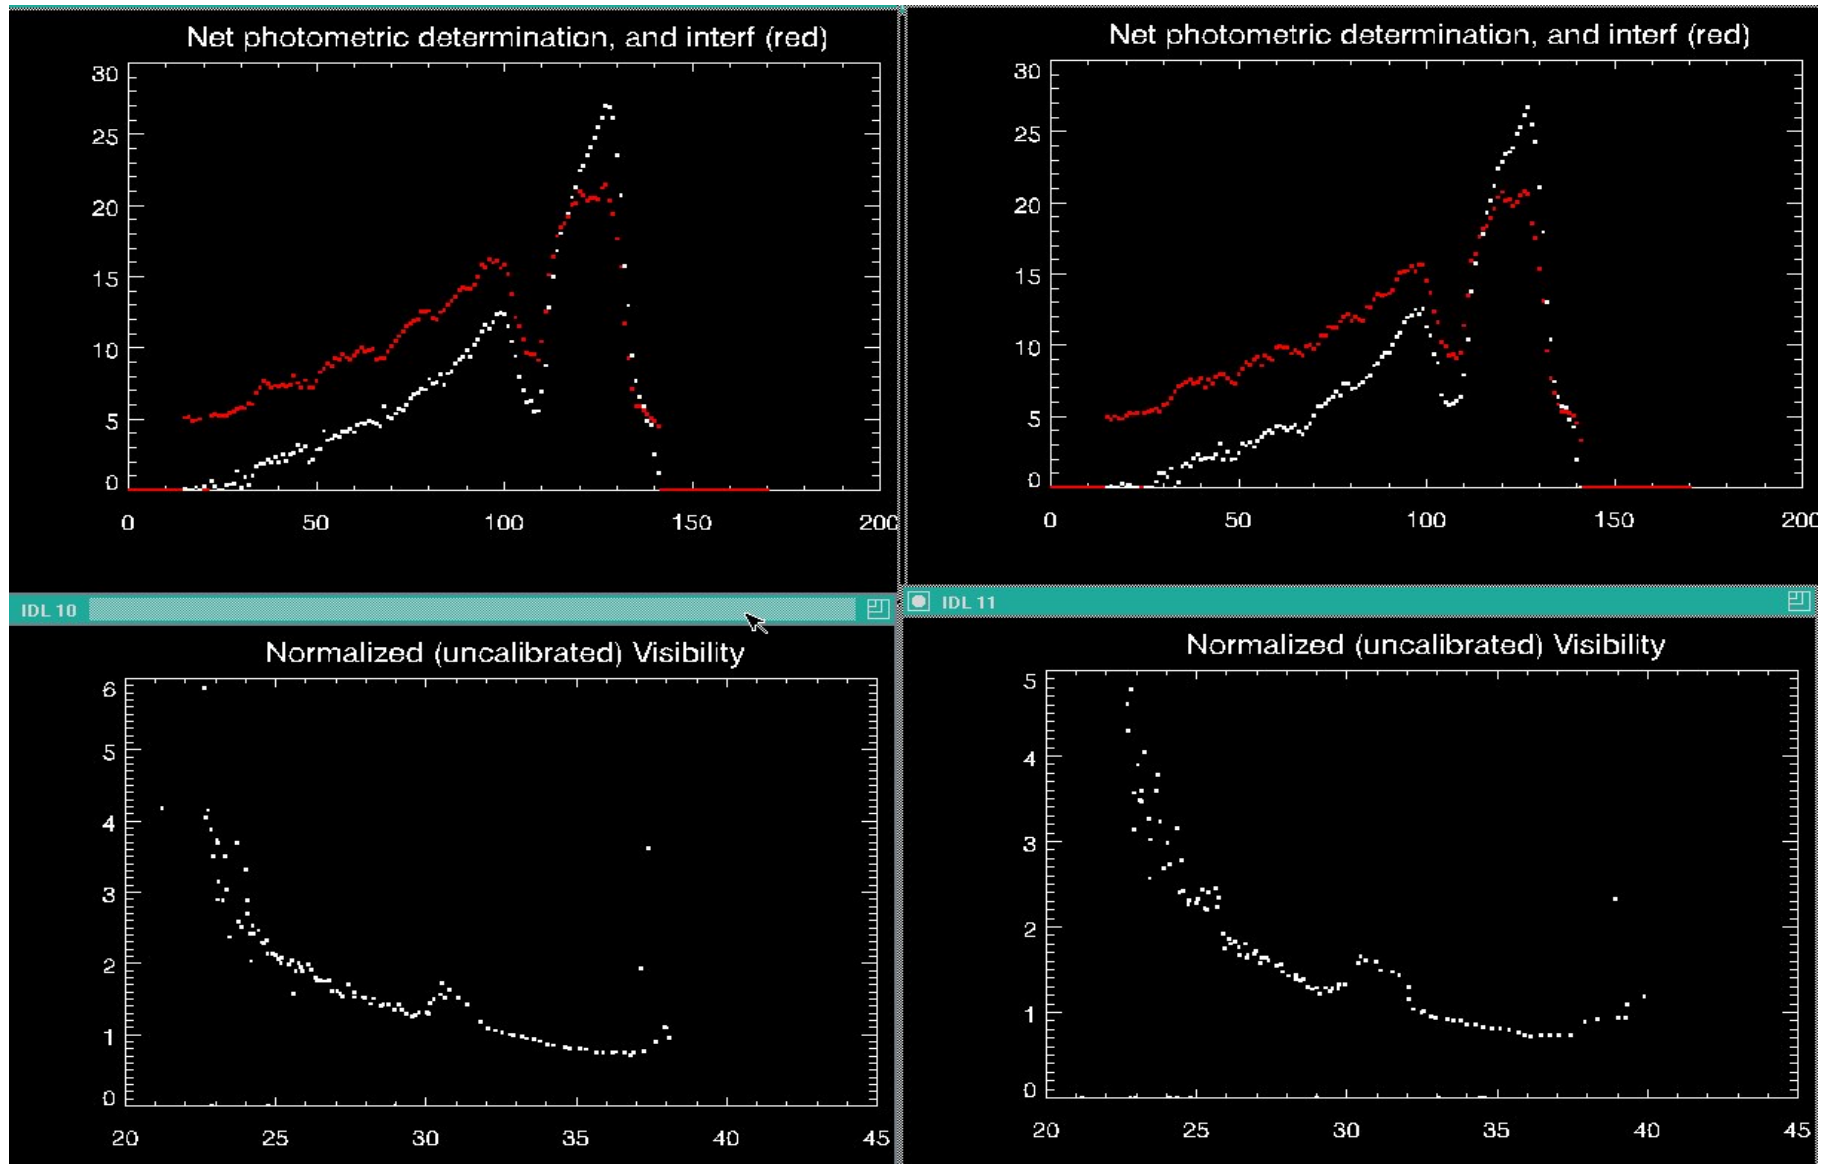 Net photometric determination, and interf (red)
30
25
20
15
10
5
0
0 50 100 150 200
Net photometric determination, and interf (red)
30
25
20
15
10
5
0
0 50 100 150 200
IDL 10
Normalized (uncalibrated) Visibility
6
5
4
3
2
1
0
20 25 30 35 40 45
IDL 11
Normalized (uncalibrated) Visibility
5
4
3
2
1
0
20 25 30 35 40 45